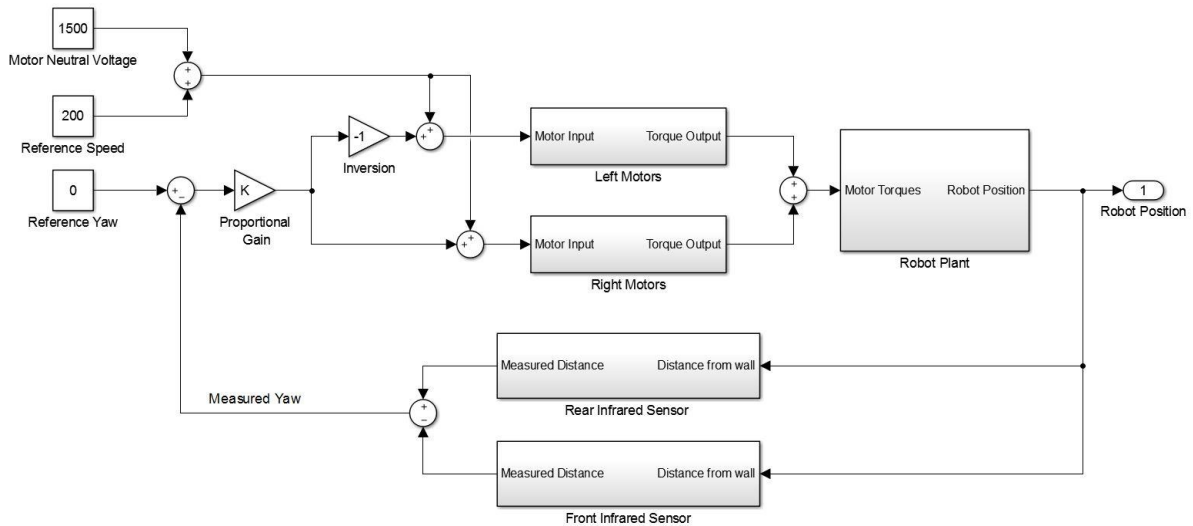 1500
Motor Neutral Voltage
+
+
200
Reference Speed
0
Reference Yaw
+
−
K
Proportional
Gain
-1
Inversion
+
+
+
+
Motor Input
Torque Output
Left Motors
Motor Input
Torque Output
Right Motors
+
+
Motor Torques
Robot Position
Robot Plant
1
Robot Position
Measured Distance
Distance from wall
Rear Infrared Sensor
Measured Yaw
+
−
Measured Distance
Distance from wall
Front Infrared Sensor